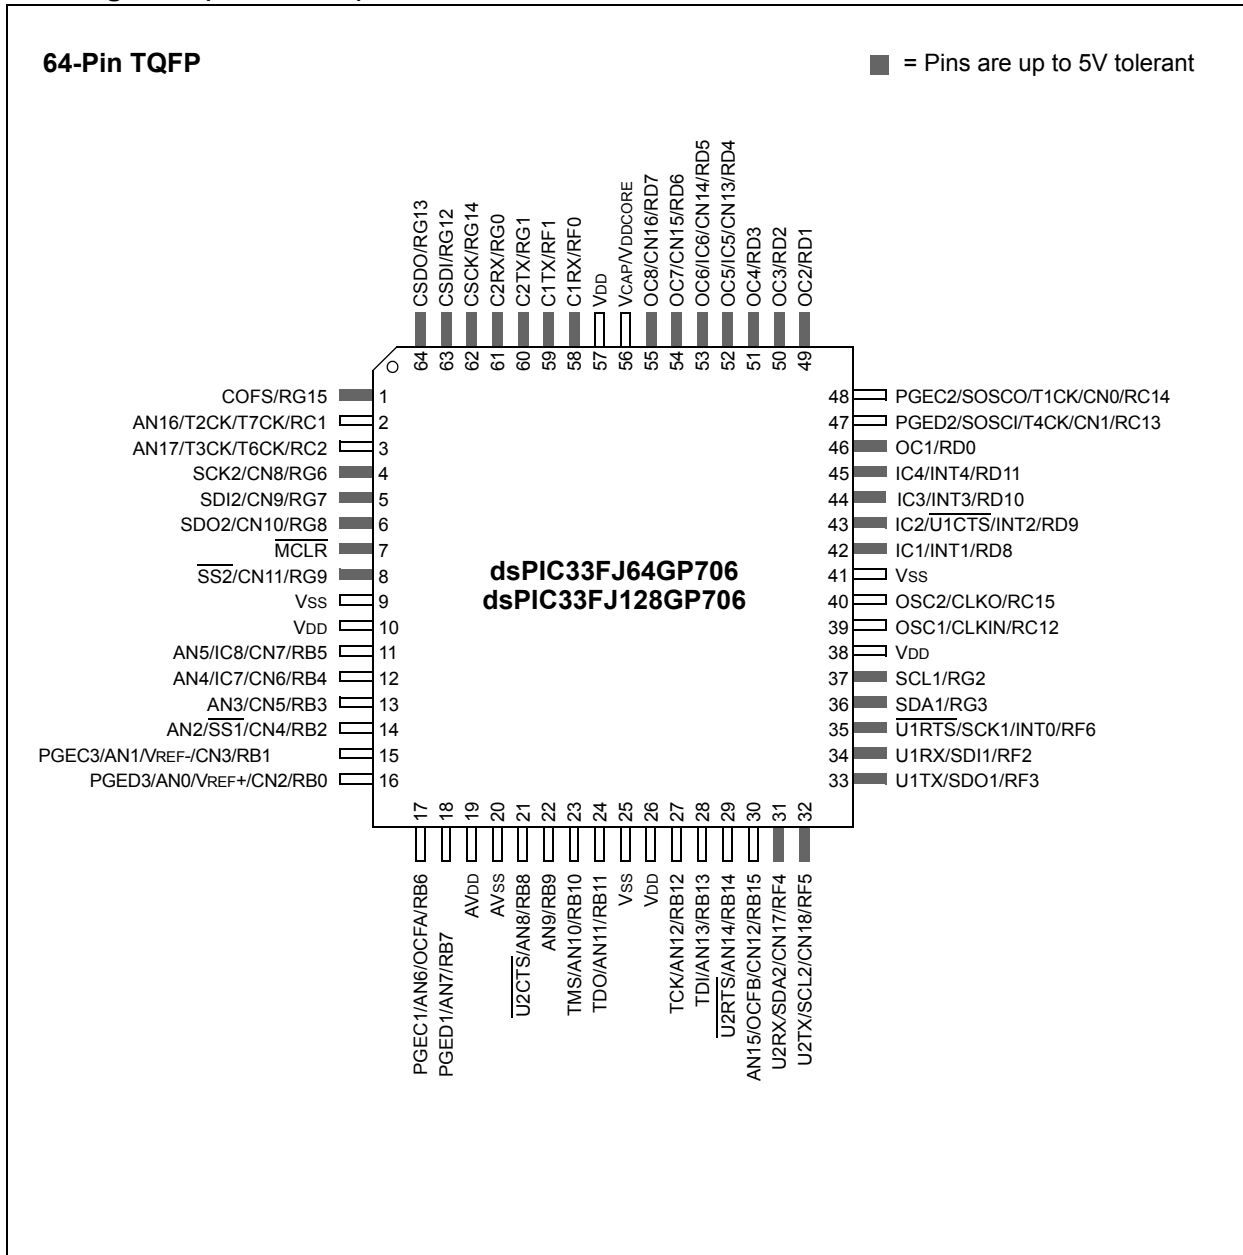 64-Pin TQFP
= Pins are up to 5V tolerant
CSDO/RG13
CSDI/RG12
CSCK/RG14
C2RX/RG0
C2TX/RG1
C1TX/RF1
C1RX/RF0
VDD
VCAP/VDDCORE
OC8/CN16/RD7
OC7/CN15/RD6
OC6/IC6/CN14/RD5
OC5/IC5/CN13/RD4
OC4/RD3
OC3/RD2
OC2/RD1
64
63
62
61
60
59
58
57
56
55
54
53
52
51
50
49
COFS/RG15 1
AN16/T2CK/T7CK/RC1 2
AN17/T3CK/T6CK/RC2 3
SCK2/CN8/RG6 4
SDI2/CN9/RG7 5
SDO2/CN10/RG8 6
MCLR 7
SS2/CN11/RG9 8
VSS 9
VDD 10
AN5/IC8/CN7/RB5 11
AN4/IC7/CN6/RB4 12
AN3/CN5/RB3 13
AN2/SS1/CN4/RB2 14
PGEC3/AN1/VREF-/CN3/RB1 15
PGED3/AN0/VREF+/CN2/RB0 16
dsPIC33FJ64GP706
dsPIC33FJ128GP706
48 PGEC2/SOSCO/T1CK/CN0/RC14
47 PGED2/SOSCI/T4CK/CN1/RC13
46 OC1/RD0
45 IC4/INT4/RD11
44 IC3/INT3/RD10
43 IC2/U1CTS/INT2/RD9
42 IC1/INT1/RD8
41 VSS
40 OSC2/CLKO/RC15
39 OSC1/CLKIN/RC12
38 VDD
37 SCL1/RG2
36 SDA1/RG3
35 U1RTS/SCK1/INT0/RF6
34 U1RX/SDI1/RF2
33 U1TX/SDO1/RF3
17
18
19
20
21
22
23
24
25
26
27
28
29
30
31
32
PGEC1/AN6/OCFA/RB6
PGED1/AN7/RB7
AVDD
AVSS
U2CTS/AN8/RB8
AN9/RB9
TMS/AN10/RB10
TDO/AN11/RB11
VSS
VDD
TCK/AN12/RB12
TDI/AN13/RB13
U2RTS/AN14/RB14
AN15/OCFB/CN12/RB15
U2RX/SDA2/CN17/RF4
U2TX/SCL2/CN18/RF5